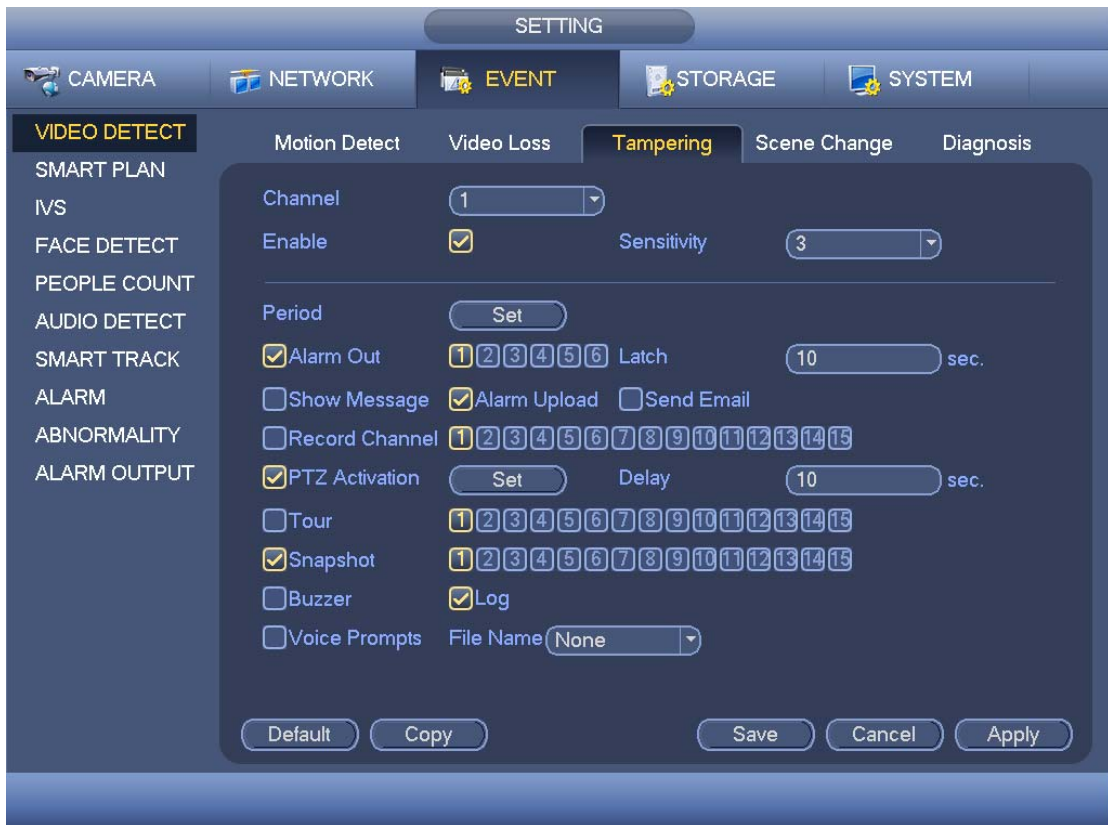 SETTING
CAMERA NETWORK EVENT STORAGE SYSTEM
VIDEO DETECT
SMART PLAN
IVS
FACE DETECT
PEOPLE COUNT
AUDIO DETECT
SMART TRACK
ALARM
ABNORMALITY
ALARM OUTPUT
Motion Detect Video Loss Tampering Scene Change Diagnosis
Channel 1
Enable Sensitivity 3
Period Set
Alarm Out 1 2 3 4 5 6 Latch 10 sec.
Show Message Alarm Upload Send Email
Record Channel 1 2 3 4 5 6 7 8 9 10 11 12 13 14 15
PTZ Activation Set Delay 10 sec.
Tour 1 2 3 4 5 6 7 8 9 10 11 12 13 14 15
Snapshot 1 2 3 4 5 6 7 8 9 10 11 12 13 14 15
Buzzer Log
Voice Prompts File Name None
Default Copy Save Cancel Apply